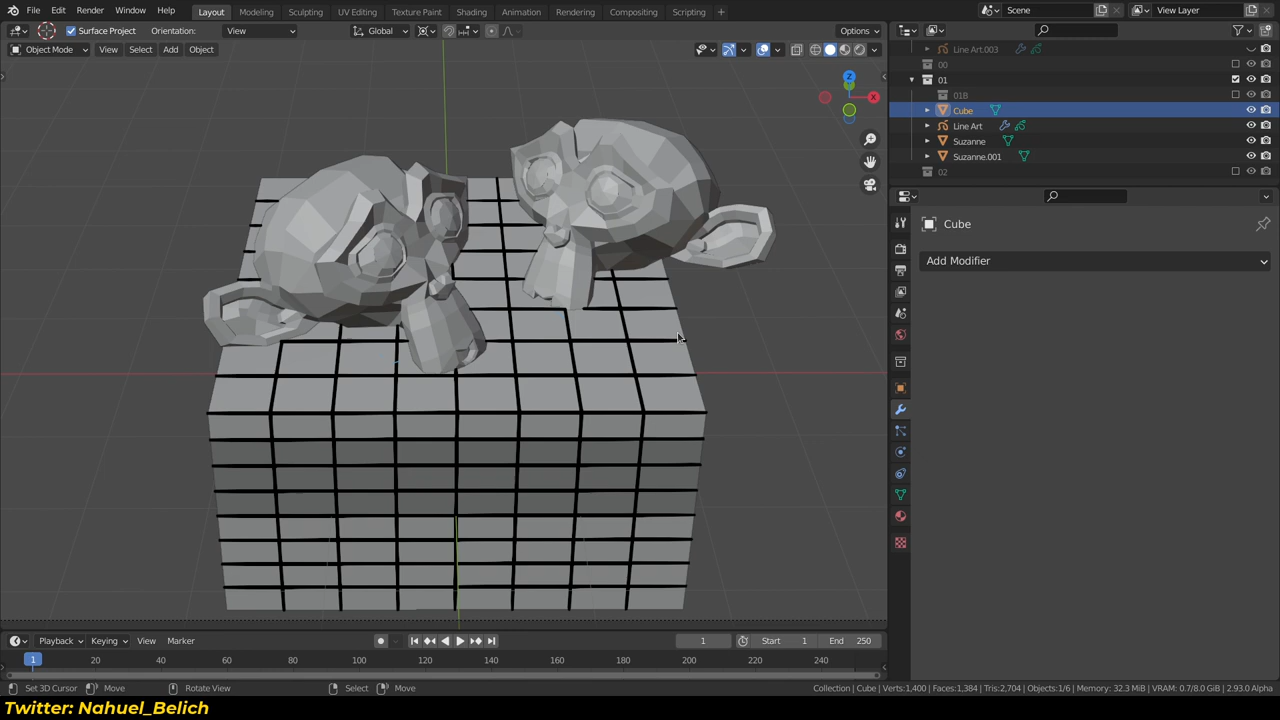 File Edit Render Window Help Layout Modeling Sculpting UV Editing Texture Paint Shading Animation Rendering Compositing Scripting + Scene View Layer
Surface Project Orientation: View Global Options
Object Mode View Select Add Object
Line Art.003
00
01
01B
Cube
Line Art
Suzanne
Suzanne.001
02
Z
X
Cube
Add Modifier
Playback Keying View Marker 1 Start 1 End 250
1 20 40 60 80 100 120 140 160 180 200 220 240
Set 3D Cursor Move Rotate View Select Move Collection | Cube | Verts:1,400 | Faces:1,384 | Tris:2,704 | Objects:1/6 | Memory: 32.3 MiB | VRAM: 0.7/8.0 GiB | 2.93.0 Alpha
Twitter: Nahuel_Belich